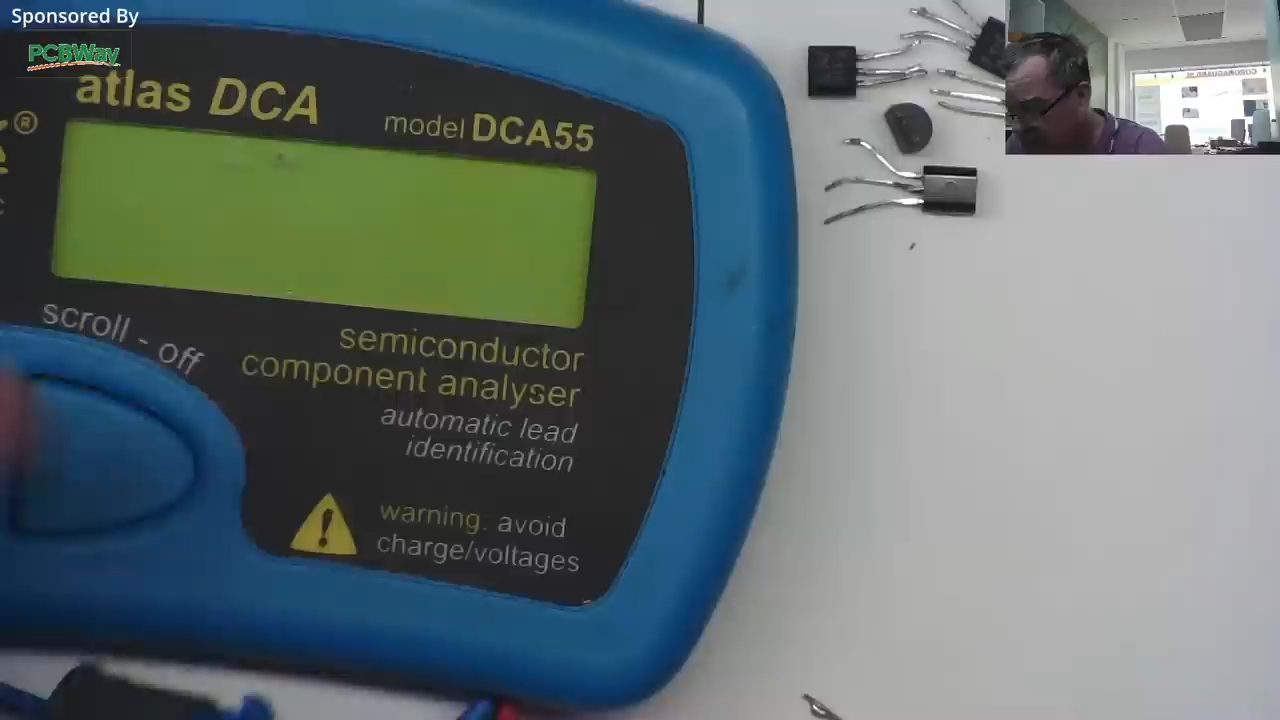 Sponsored By
PCBWay
atlas DCA
model DCA55
®
scroll - off
semiconductor
component analyser
automatic lead
identification
warning. avoid
charge/voltages